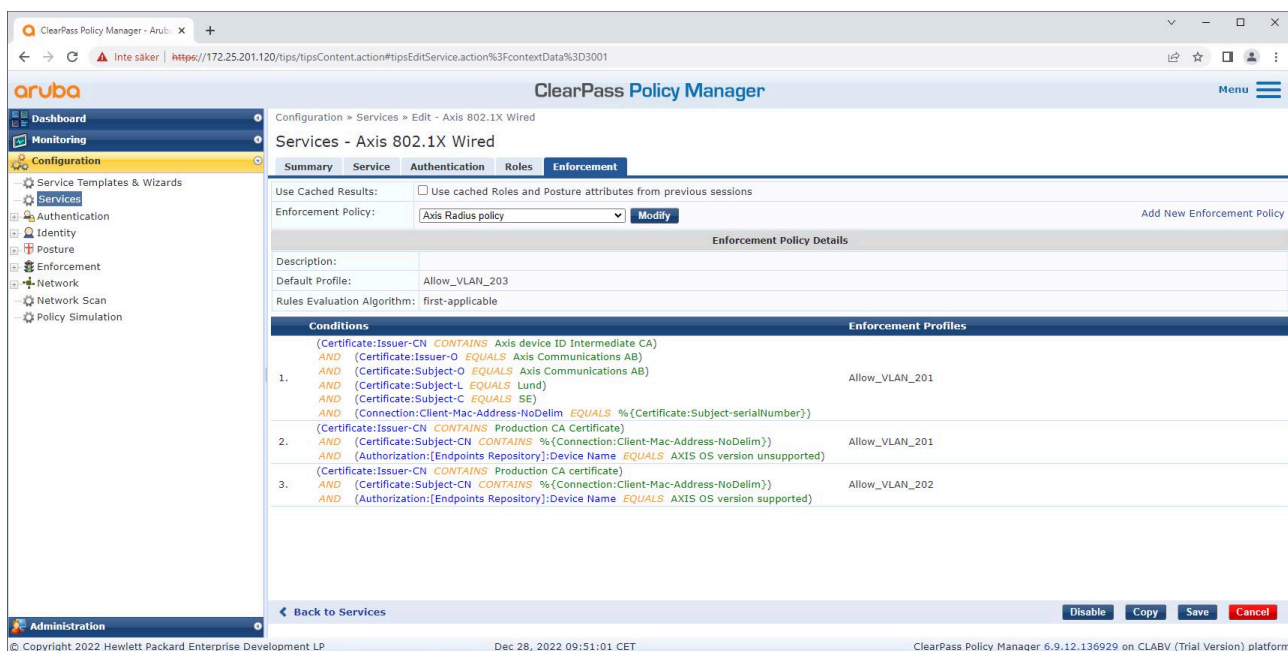 ClearPass Policy Manager - Arub
Inte säker | https://172.25.201.120/tips/tipsContent.action#tipsEditService.action%3FcontextData%3D3001
aruba
ClearPass Policy Manager
Menu
Dashboard
Monitoring
Configuration
Service Templates & Wizards
Services
Authentication
Identity
Posture
Enforcement
Network
Network Scan
Policy Simulation
Administration
Configuration » Services » Edit - Axis 802.1X Wired
Services - Axis 802.1X Wired
Summary Service Authentication Roles Enforcement
Use Cached Results: Use cached Roles and Posture attributes from previous sessions
Enforcement Policy: Axis Radius policy Modify Add New Enforcement Policy
Enforcement Policy Details
Description:
Default Profile: Allow_VLAN_203
Rules Evaluation Algorithm: first-applicable
Conditions Enforcement Profiles
(Certificate:Issuer-CN CONTAINS Axis device ID Intermediate CA)
AND (Certificate:Issuer-O EQUALS Axis Communications AB)
AND (Certificate:Subject-O EQUALS Axis Communications AB)
1. AND (Certificate:Subject-L EQUALS Lund) Allow_VLAN_201
AND (Certificate:Subject-C EQUALS SE)
AND (Connection:Client-Mac-Address-NoDelim EQUALS %{Certificate:Subject-serialNumber})
(Certificate:Issuer-CN CONTAINS Production CA Certificate)
2. AND (Certificate:Subject-CN CONTAINS %{Connection:Client-Mac-Address-NoDelim}) Allow_VLAN_201
AND (Authorization:[Endpoints Repository]:Device Name EQUALS AXIS OS version unsupported)
(Certificate:Issuer-CN CONTAINS Production CA certificate)
3. AND (Certificate:Subject-CN CONTAINS %{Connection:Client-Mac-Address-NoDelim}) Allow_VLAN_202
AND (Authorization:[Endpoints Repository]:Device Name EQUALS AXIS OS version supported)
Back to Services Disable Copy Save Cancel
© Copyright 2022 Hewlett Packard Enterprise Development LP Dec 28, 2022 09:51:01 CET ClearPass Policy Manager 6.9.12.136929 on CLABV (Trial Version) platform